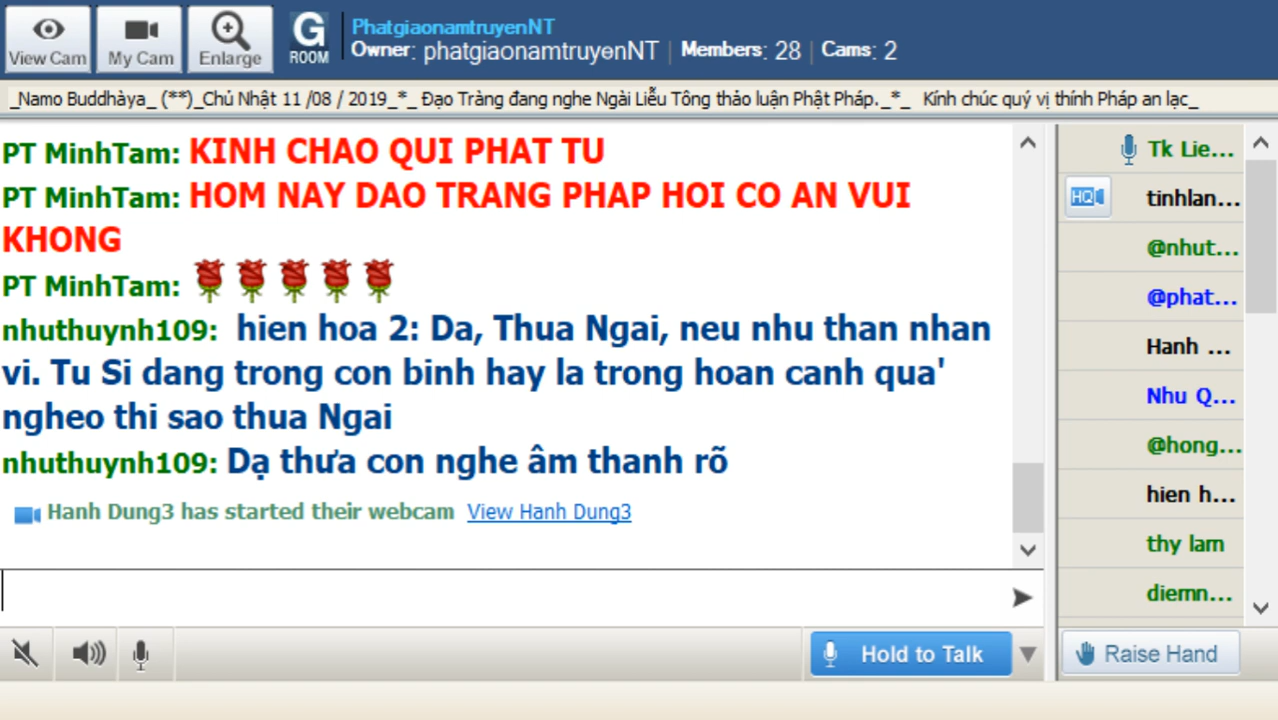 View Cam
My Cam
Enlarge
G
ROOM
PhatgiaonamtruyenNT
Owner: phatgiaonamtruyenNT | Members: 28 | Cams: 2
_Namo Buddhàya_ (**)_Chủ Nhật 11 /08 / 2019_*_ Đạo Tràng đang nghe Ngài Liễu Tông thảo luận Phật Pháp._*_ Kính chúc quý vị thính Pháp an lạc_
PT MinhTam: KINH CHAO QUI PHAT TU
PT MinhTam: HOM NAY DAO TRANG PHAP HOI CO AN VUI
KHONG
PT MinhTam:
nhuthuynh109: hien hoa 2: Da, Thua Ngai, neu nhu than nhan
vi. Tu Si dang trong con binh hay la trong hoan canh qua'
ngheo thi sao thua Ngai
nhuthuynh109: Dạ thưa con nghe âm thanh rõ
Hanh Dung3 has started their webcam View Hanh Dung3
Hold to Talk
Tk Lie...
HQ
tinhlan...
@nhut...
@phat...
Hanh ...
Nhu Q...
@hong...
hien h...
thy lam
diemn...
Raise Hand